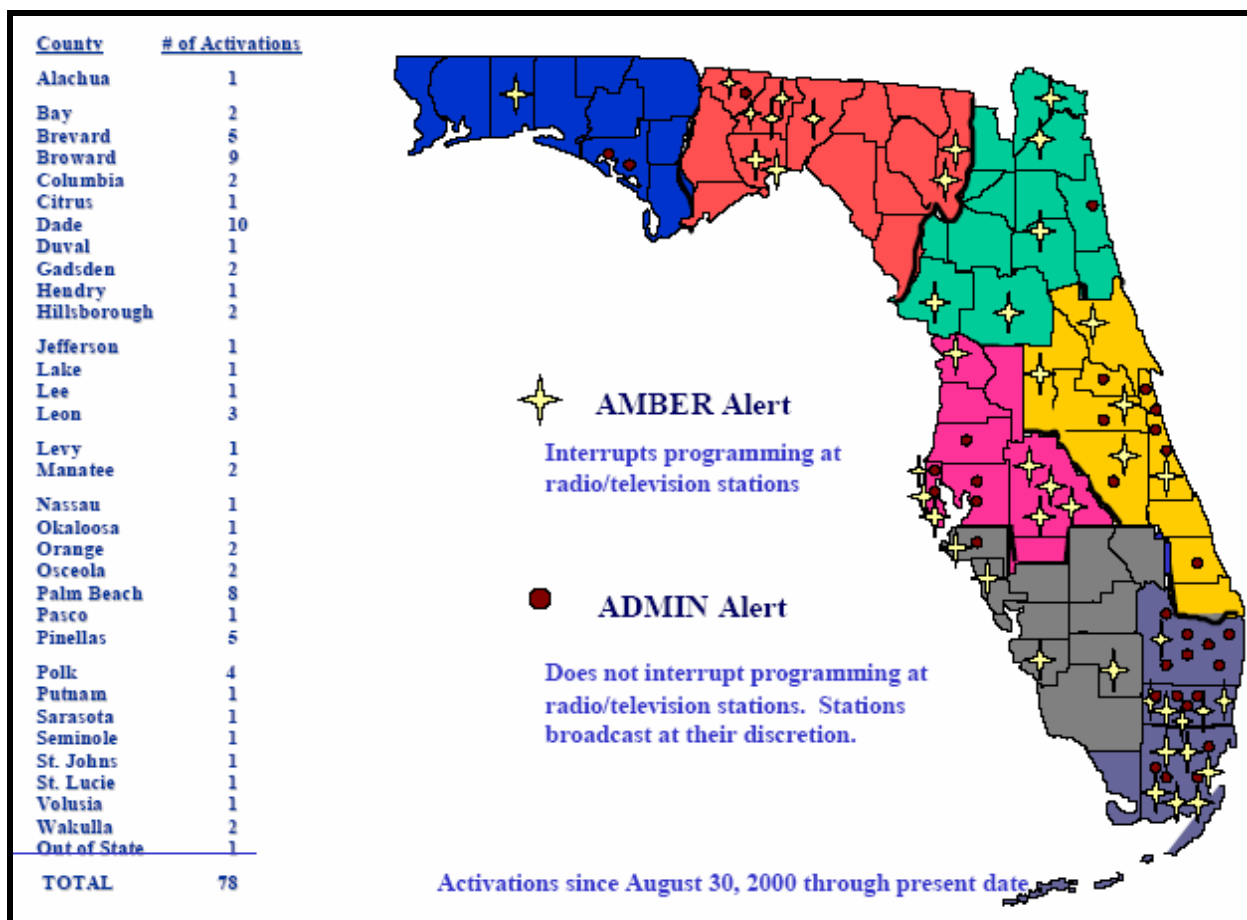 County # of Activations
Alachua 1
Bay 2
Brevard 5
Broward 9
Columbia 2
Citrus 1
Dade 10
Duval 1
Gadsden 2
Hendry 1
Hillsborough 2
Jefferson 1
Lake 1
Lee 1
Leon 3
Levy 1
Manatee 2
Nassau 1
Okaloosa 1
Orange 2
Osceola 2
Palm Beach 8
Pasco 1
Pinellas 5
Polk 4
Putnam 1
Sarasota 1
Seminole 1
St. Johns 1
St. Lucie 1
Volusia 1
Wakulla 2
Out of State 1
TOTAL 78
AMBER Alert
Interrupts programming at
radio/television stations
ADMIN Alert
Does not interrupt programming at
radio/television stations. Stations
broadcast at their discretion.
Activations since August 30, 2000 through present date